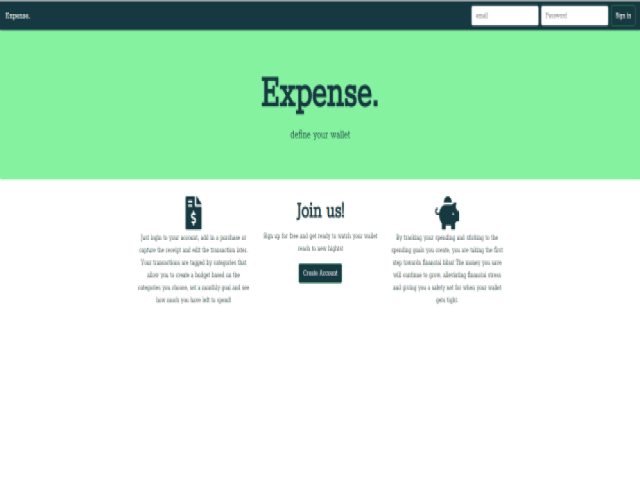 Expense.
email
Password
Sign in
Expense.
define your wallet
Just login to your account, add in a purchase or
capture the receipt and edit the transaction later.
Your transactions are tagged by categories that
allow you to create a budget based on the
categories you choose, set a monthly goal and see
how much you have left to spend!
Join us!
Sign up for free and get ready to watch your wallet
reach to new hights!
Create Account
By tracking your spending and sticking to the
spending goals you create, you are taking the first
step towards financial bliss! The money you save
will continue to grow, alleviating financial stress
and giving you a safety net for when your wallet
gets tight.